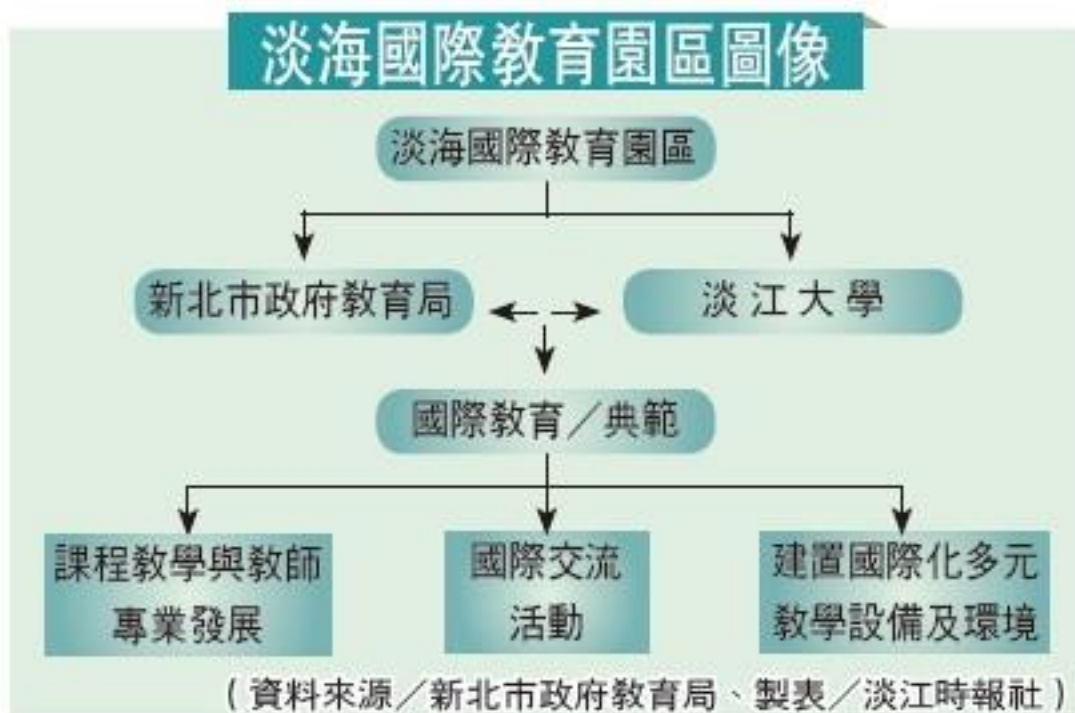 淡海國際教育園區圖像
淡海國際教育園區
新北市政府教育局
淡江大學
國際教育／典範
課程教學與教師
專業發展
國際交流
活動
建置國際化多元
教學設備及環境
(資料來源／新北市政府教育局、製表／淡江時報社)